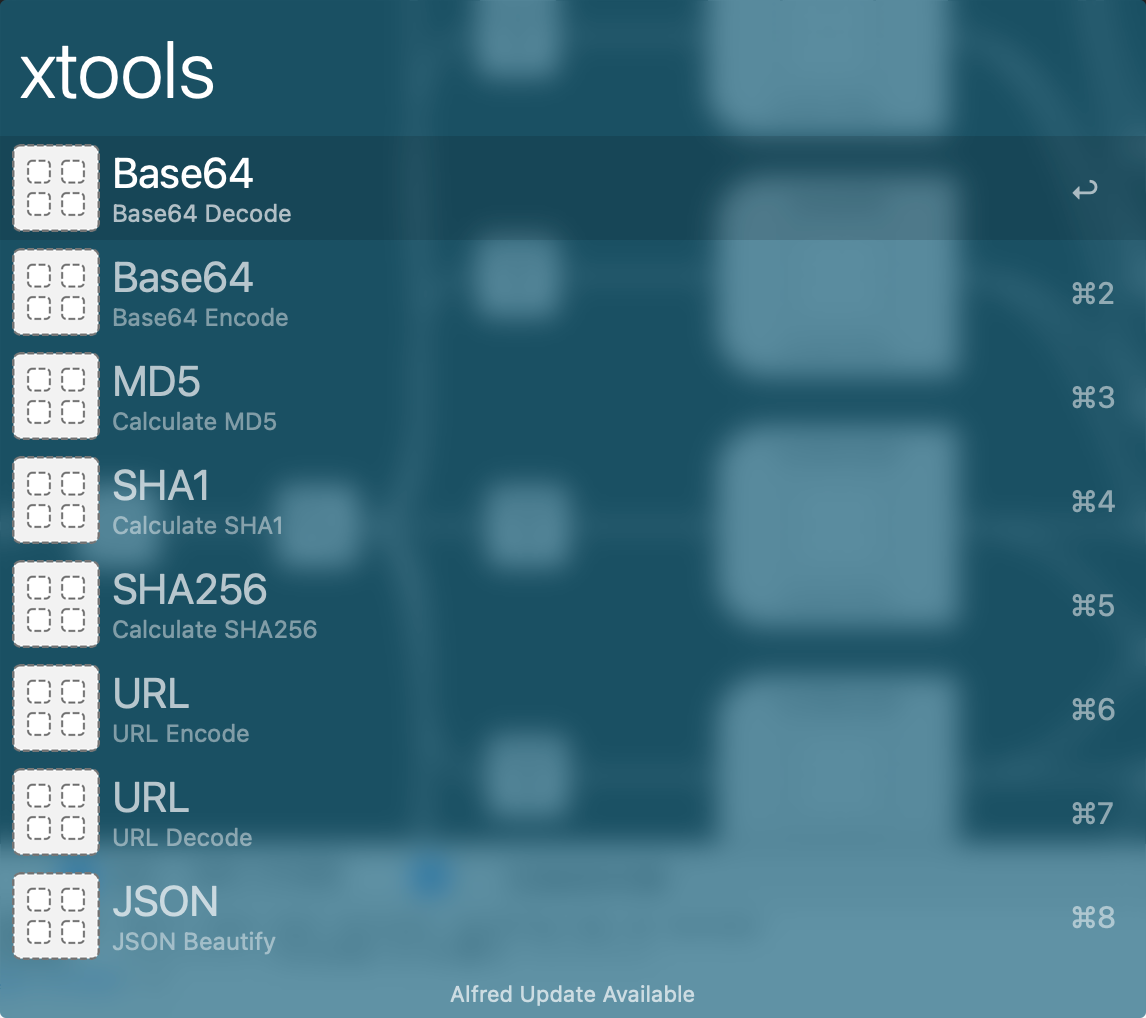 xtools
Base64
Base64 Decode
↩
Base64
Base64 Encode
⌘2
MD5
Calculate MD5
⌘3
SHA1
Calculate SHA1
⌘4
SHA256
Calculate SHA256
⌘5
URL
URL Encode
⌘6
URL
URL Decode
⌘7
JSON
JSON Beautify
⌘8
Alfred Update Available